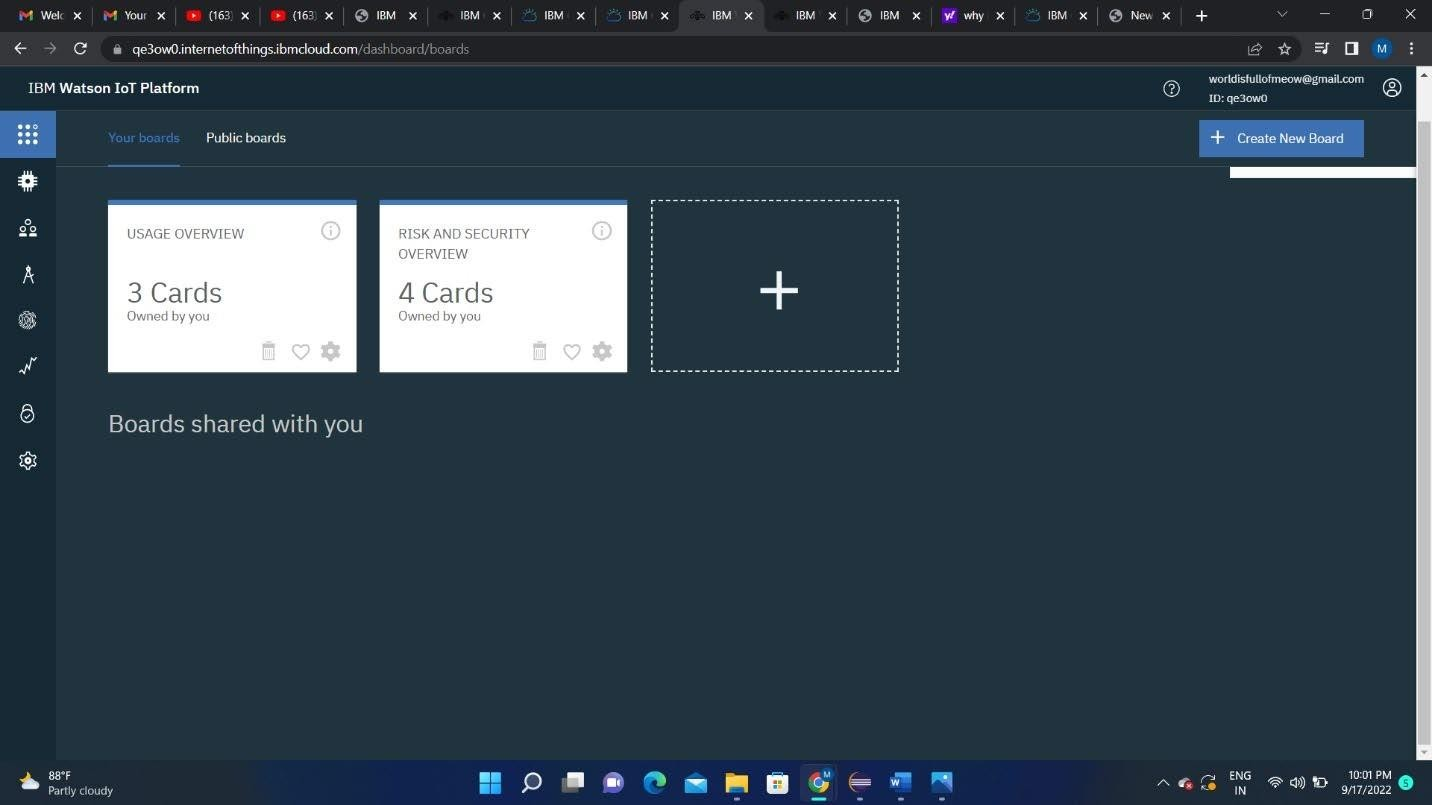 Welc
Your
(163)
(163)
IBM
IBM
IBM
IBM
IBM
IBM
IBM
why
IBM
New
qe3ow0.internetofthings.ibmcloud.com/dashboard/boards
M
IBM Watson IoT Platform
worldisfullofmeow@gmail.com
ID: qe3ow0
Your boards
Public boards
Create New Board
USAGE OVERVIEW
3 Cards
Owned by you
RISK AND SECURITY
OVERVIEW
4 Cards
Owned by you
Boards shared with you
88°F
Partly cloudy
ENG
IN
10:01 PM
9/17/2022
5